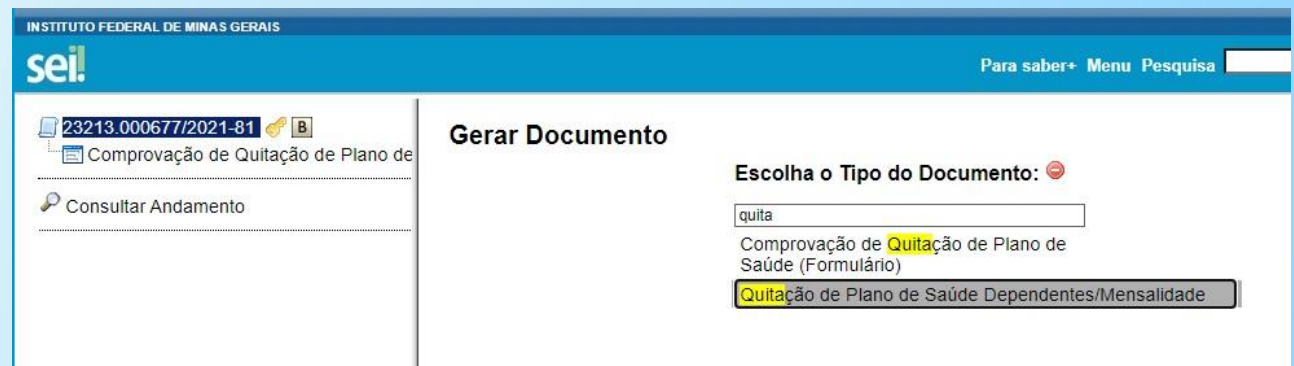 INSTITUTO FEDERAL DE MINAS GERAIS
sei!
Para saber+ Menu Pesquisa
23213.000677/2021-81 B
Comprovação de Quitação de Plano de
Consultar Andamento
Gerar Documento
Escolha o Tipo do Documento:
quita
Comprovação de Quitação de Plano de
Saúde (Formulário)
Quitação de Plano de Saúde Dependentes/Mensalidade